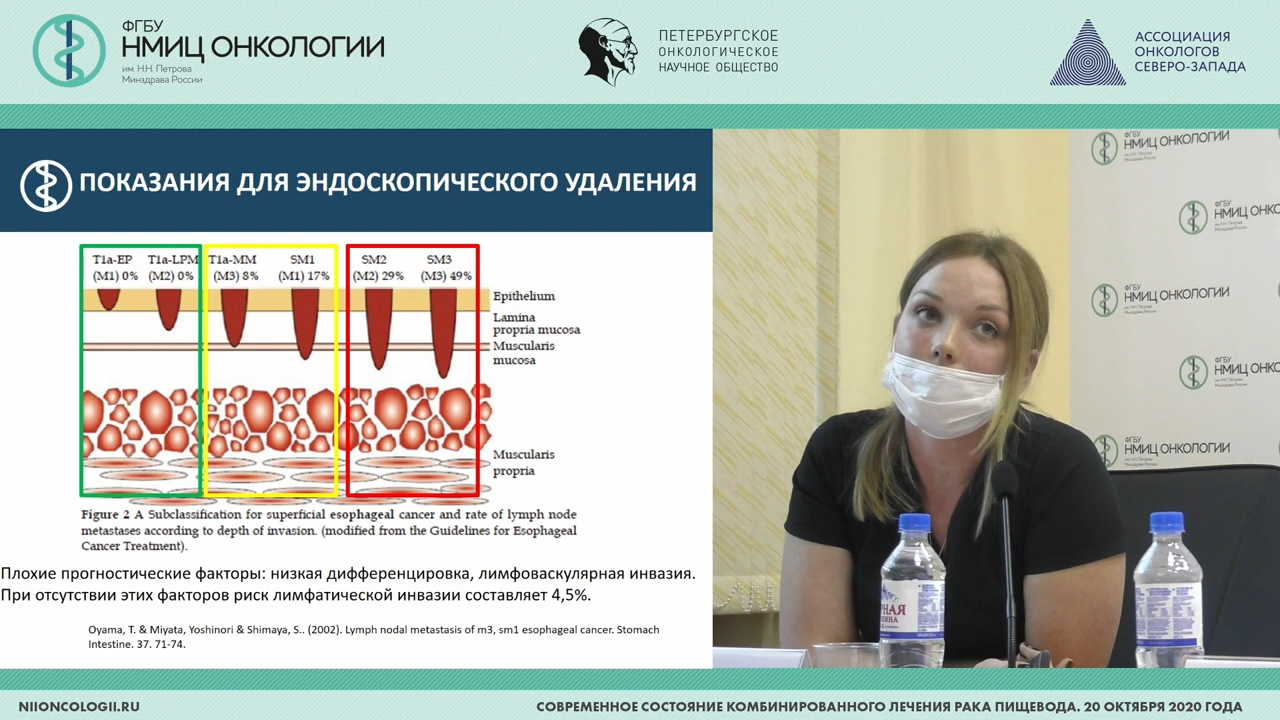 ФГБУ
НМИЦ ОНКОЛОГИИ
им. Н.Н. Петрова
Минздрава России
ПЕТЕРБУРГСКОЕ
ОНКОЛОГИЧЕСКОЕ
НАУЧНОЕ ОБЩЕСТВО
АССОЦИАЦИЯ
ОНКОЛОГОВ
СЕВЕРО-ЗАПАДА
ПОКАЗАНИЯ ДЛЯ ЭНДОСКОПИЧЕСКОГО УДАЛЕНИЯ
T1a-EP T1a-LPM T1a-MM SM1 SM2 SM3
(M1) 0% (M2) 0% (M3) 8% (M1) 17% (M2) 29% (M3) 49%
Epithelium
Lamina
propria mucosa
Muscularis
mucosa
Muscularis
propria
Figure 2 A Subclassification for superficial esophageal cancer and rate of lymph node
metastases according to depth of invasion. (modified from the Guidelines for Esophageal
Cancer Treatment).
Плохие прогностические факторы: низкая дифференцировка, лимфоваскулярная инвазия.
При отсутствии этих факторов риск лимфатической инвазии составляет 4,5%.
Oyama, T. & Miyata, Yoshinori & Shimaya, S.. (2002). Lymph nodal metastasis of m3, sm1 esophageal cancer. Stomach
Intestine. 37. 71-74.
ФГБУ
НМИЦ ОНКОЛОГИИ
ФГБУ
НМИЦ ОНК
ФГБУ
НМИЦ ОНКОЛОГИИ
ФГБУ
НМИЦ ОНК
ФГБУ
НМИЦ ОНКОЛОГИИ
NIIONCOLOGII.RU
СОВРЕМЕННОЕ СОСТОЯНИЕ КОМБИНИРОВАННОГО ЛЕЧЕНИЯ РАКА ПИЩЕВОДА. 20 ОКТЯБРЯ 2020 ГОДА